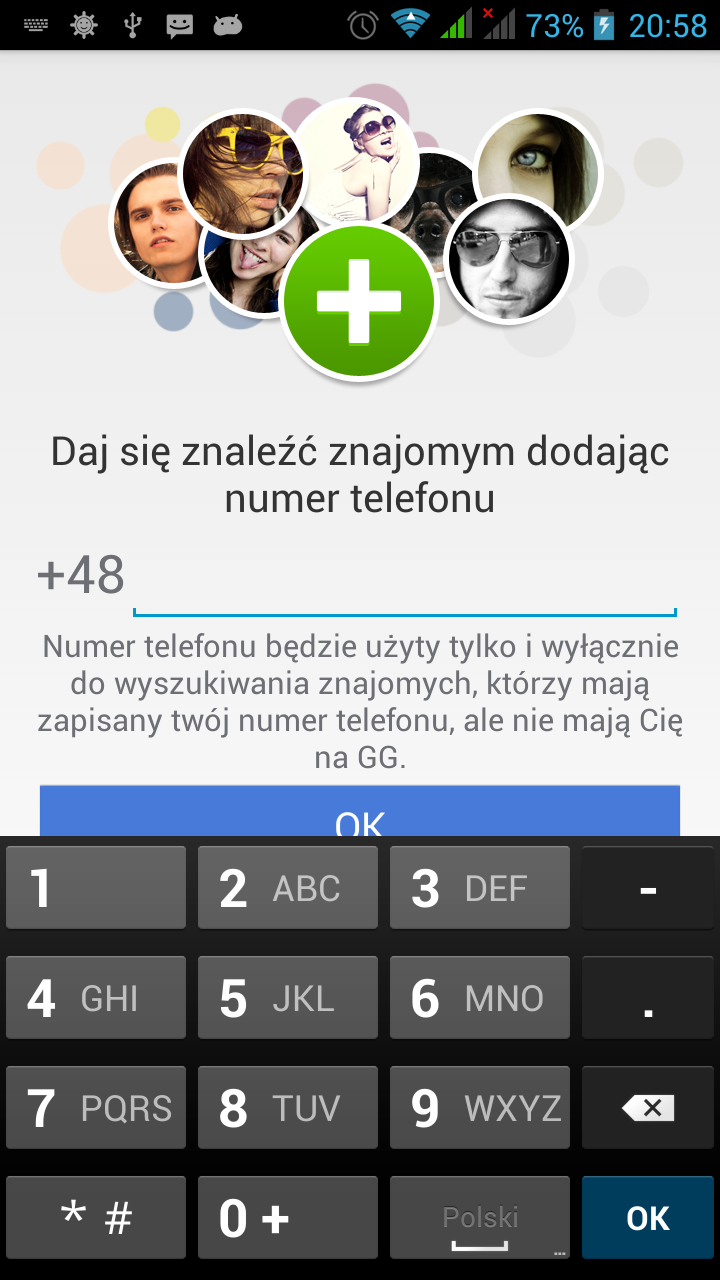 73% 20:58
Daj się znaleźć znajomym dodając
numer telefonu
+48
Numer telefonu będzie użyty tylko i wyłącznie
do wyszukiwania znajomych, którzy mają
zapisany twój numer telefonu, ale nie mają Cię
na GG.
OK
1 2 ABC 3 DEF -
4 GHI 5 JKL 6 MNO .
7 PQRS 8 TUV 9 WXYZ
* # 0 + Polski ... OK